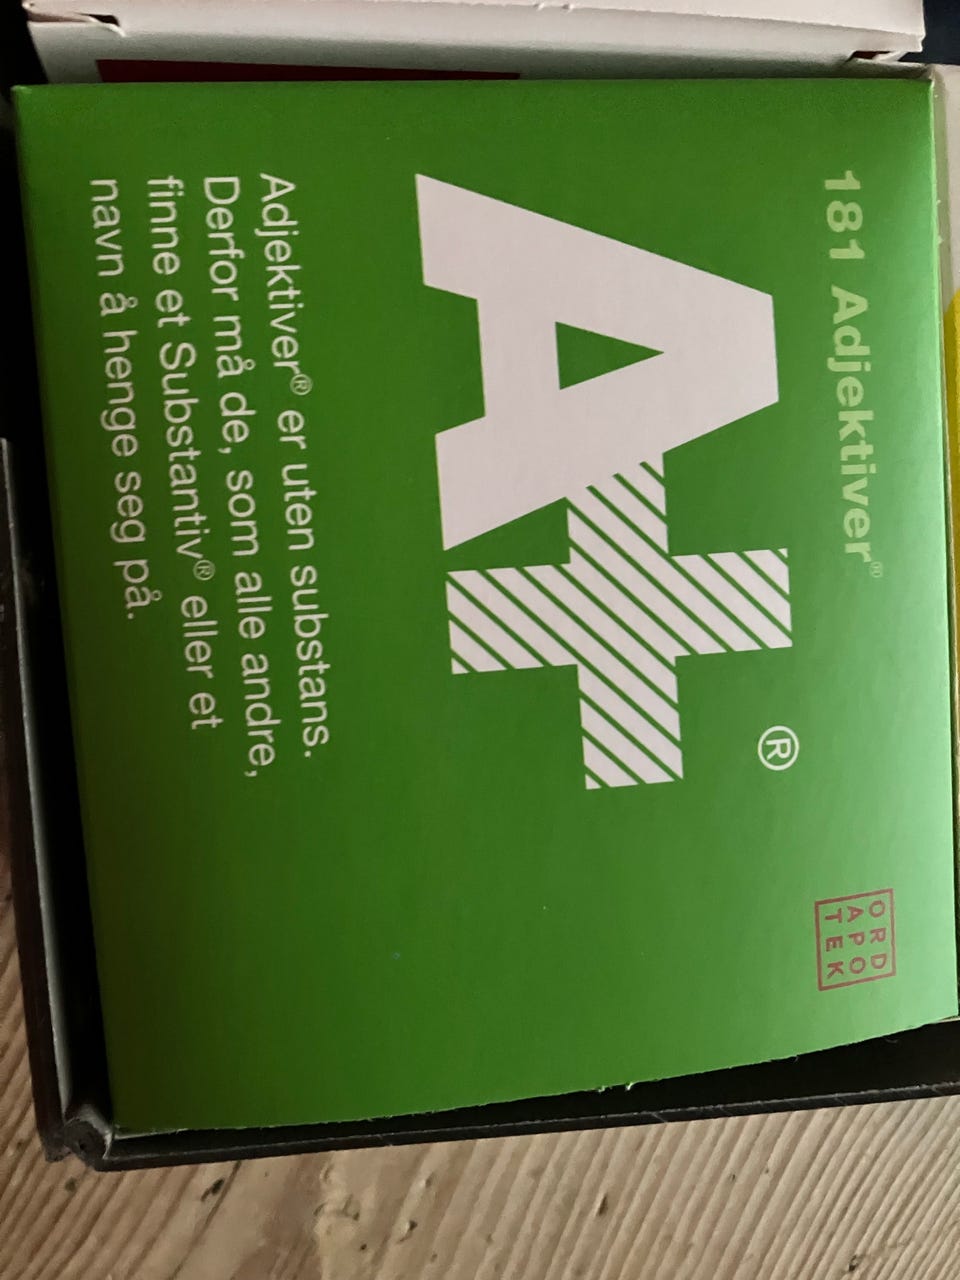 181 Adjektiver®
ORD
APO
TEK
A+®
Adjektiver® er uten substans.
Derfor må de, som alle andre,
finne et Substantiv® eller et
navn å henge seg på.